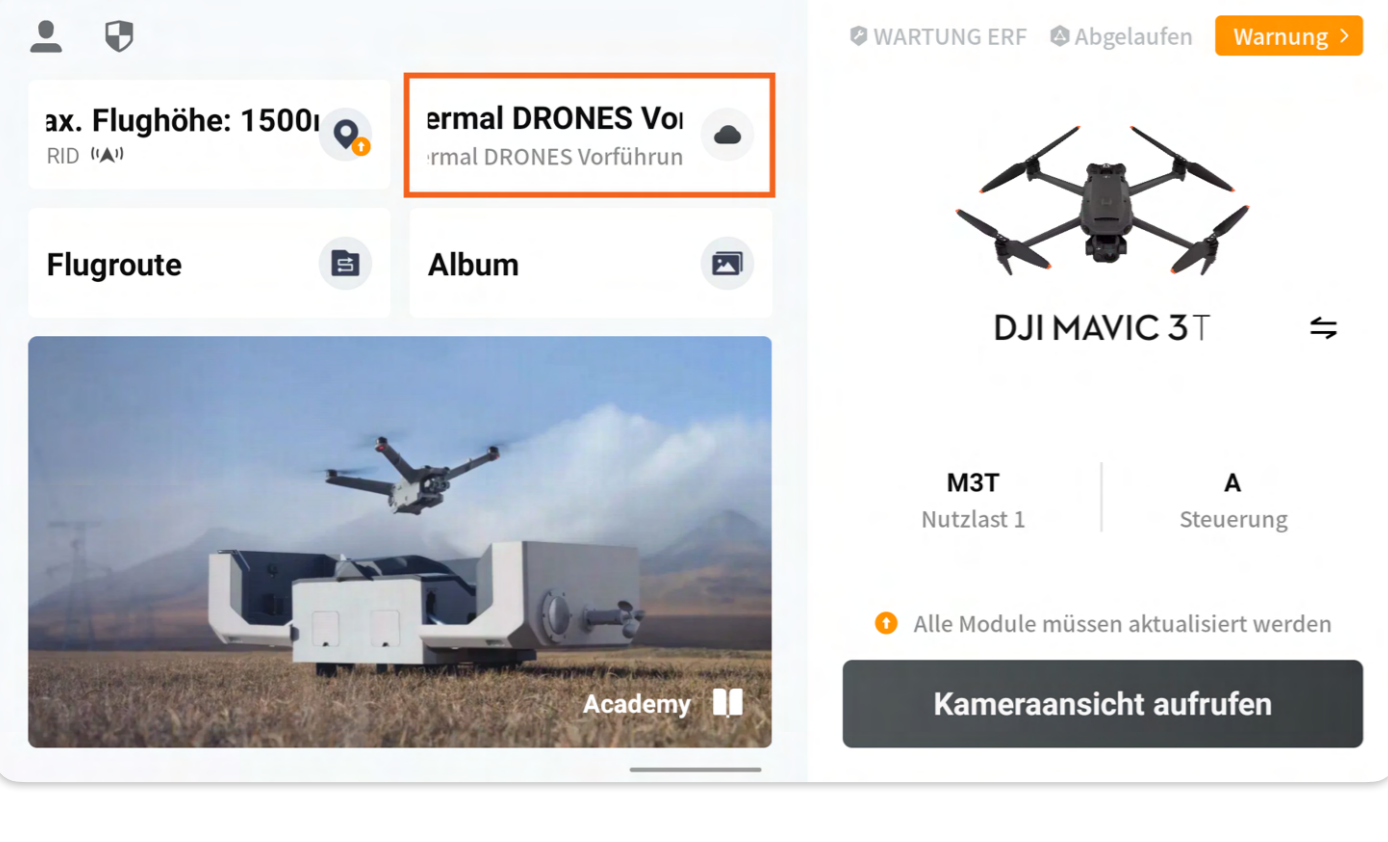 ax. Flughöhe: 1500
RID
ermal DRONES Vo
rmal DRONES Vorführun
Flugroute
Album
Academy
WARTUNG ERF
Abgelaufen
Warnung >
DJI MAVIC 3T
M3T
Nutzlast 1
A
Steuerung
Alle Module müssen aktualisiert werden
Kameraansicht aufrufen